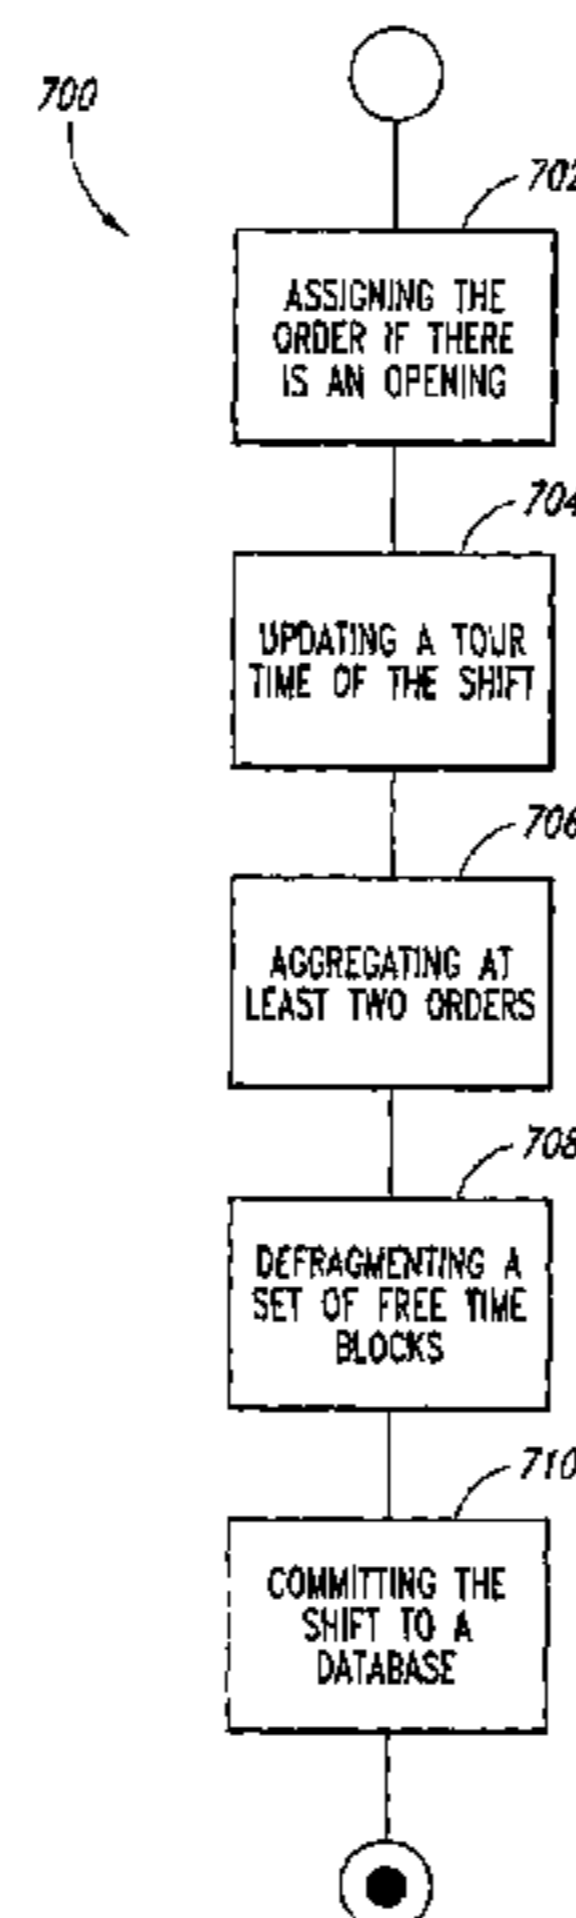 700
702
ASSIGNING THE
ORDER IF THERE
IS AN OPENING
704
UPDATING A TOUR
TIME OF THE SHIFT
706
AGGREGATING AT
LEAST TWO ORDERS
708
DEFRAGMENTING A
SET OF FREE TIME
BLOCKS
710
COMMITTING THE
SHIFT TO A
DATABASE